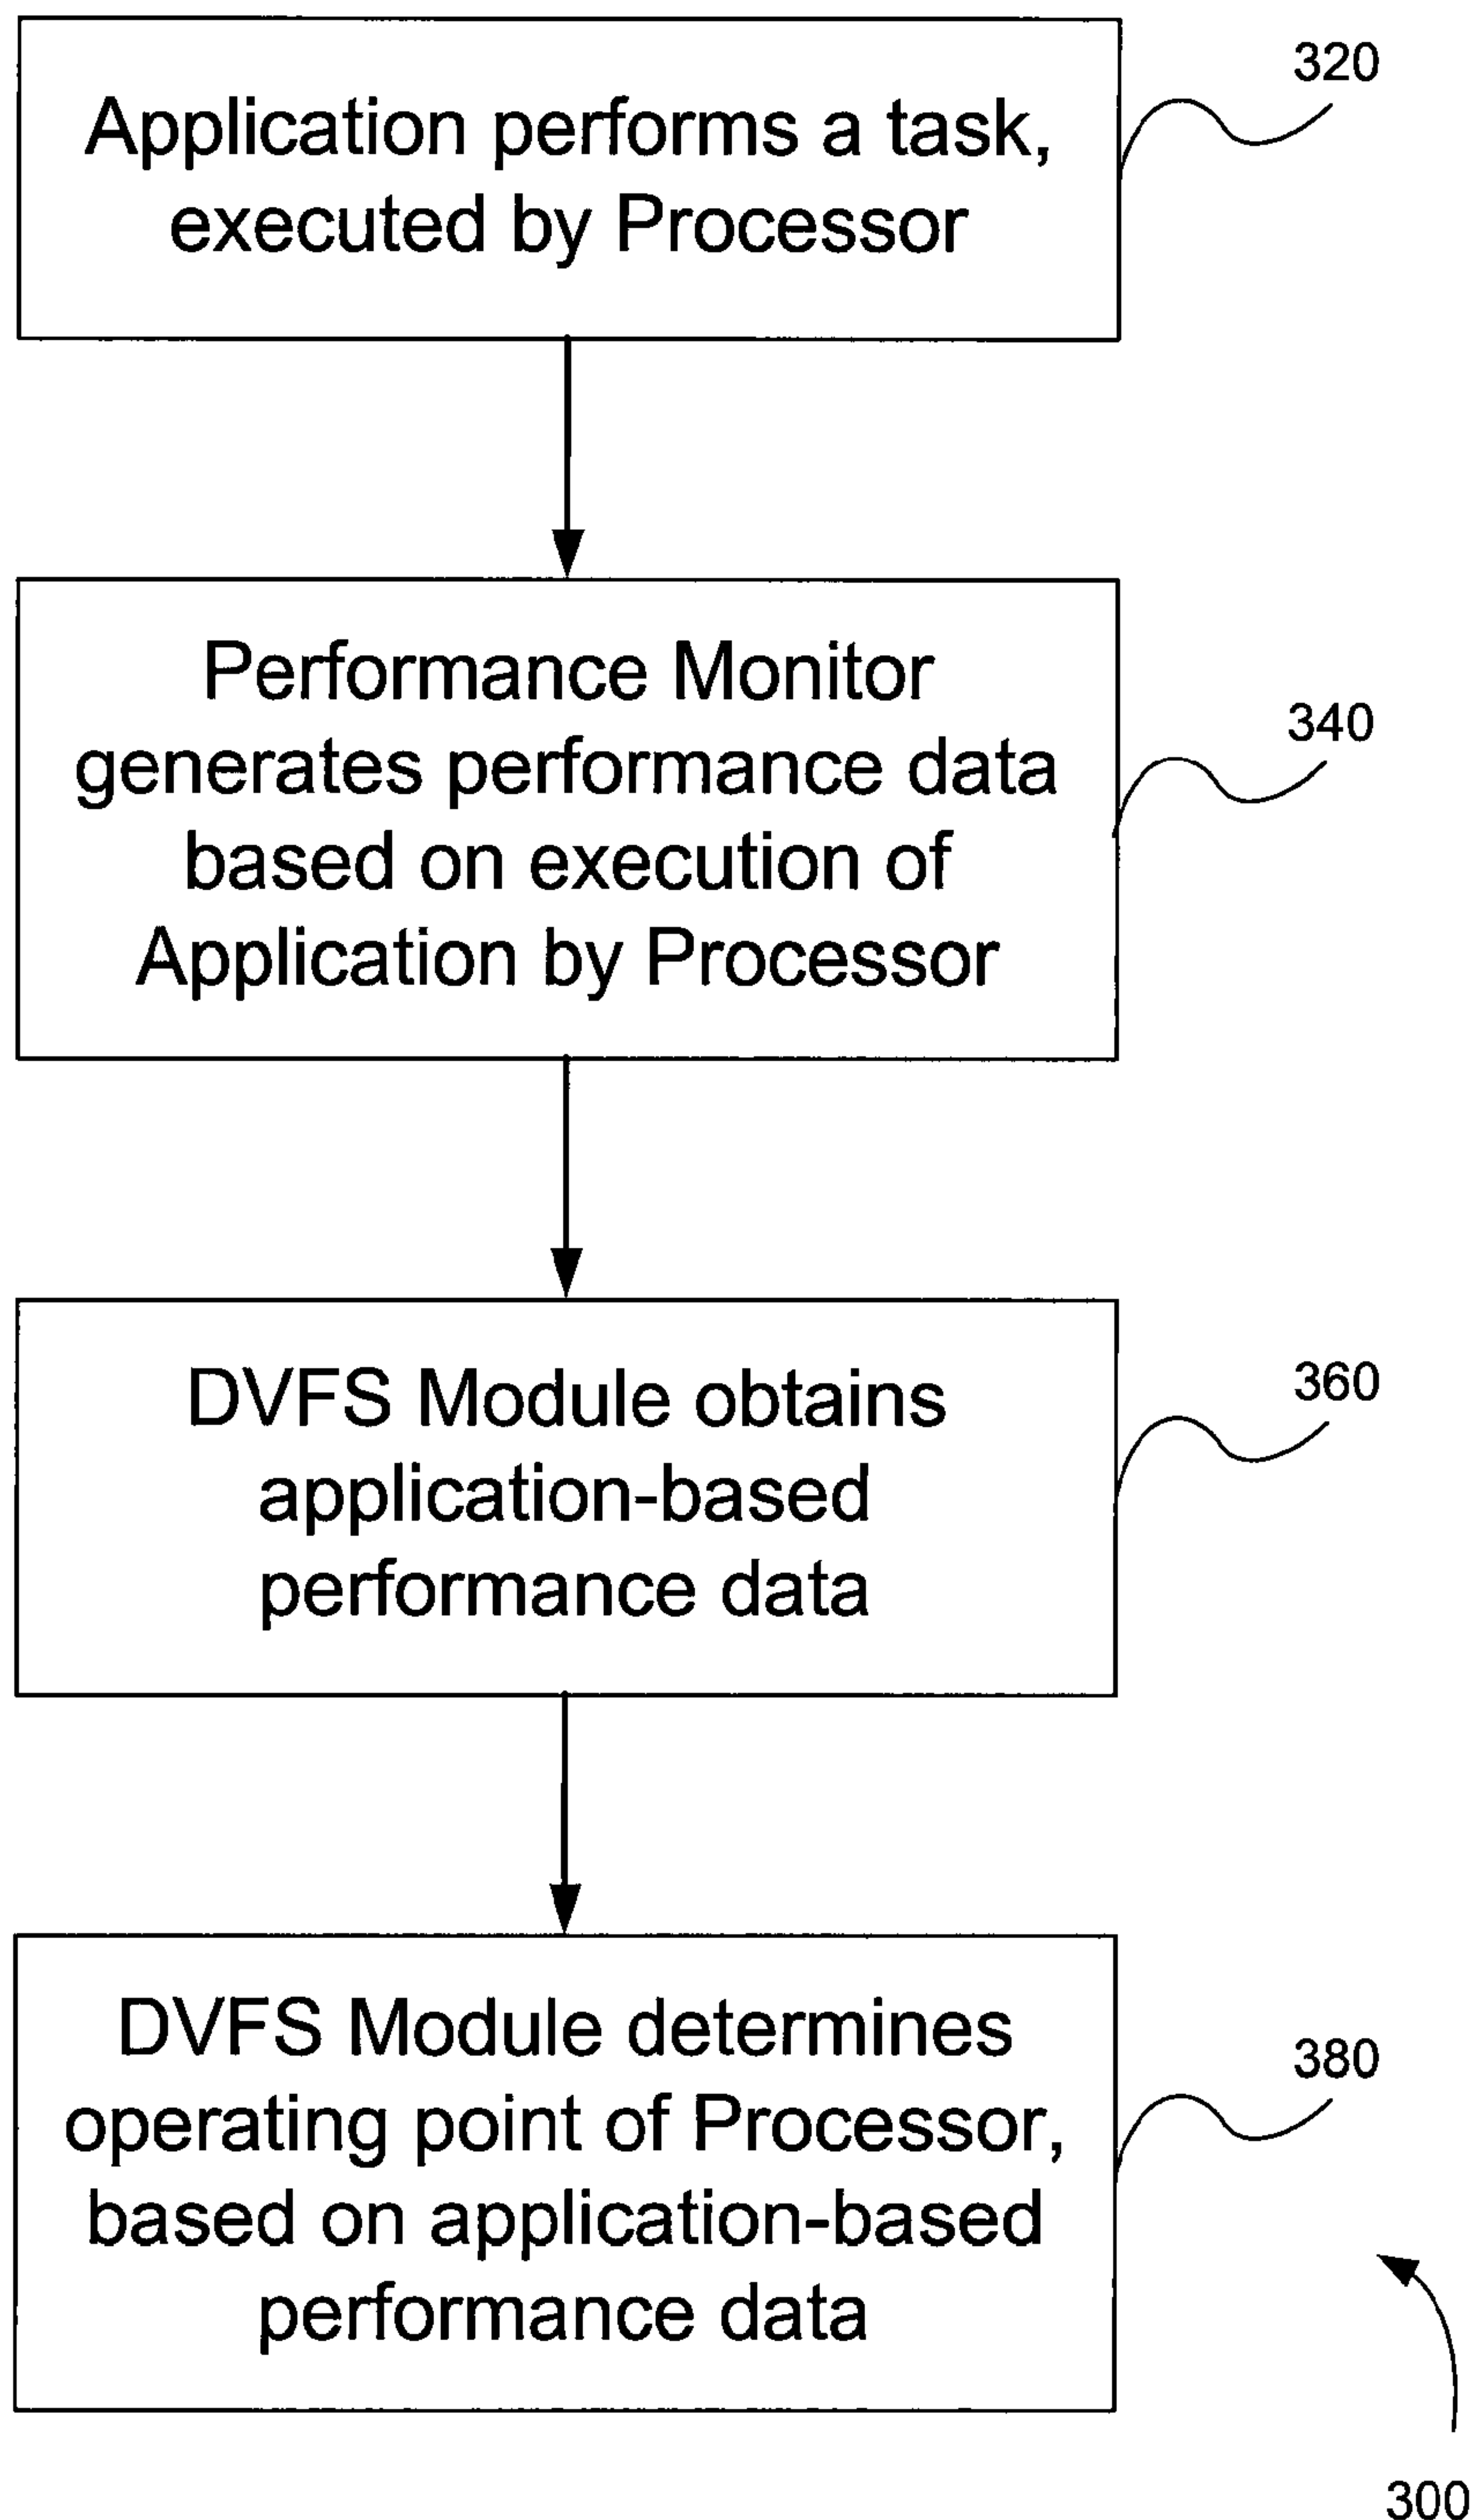 320
Application performs a task,
executed by Processor
Performance Monitor
generates performance data
based on execution of
Application by Processor
340
DVFS Module obtains
application-based
performance data
360
DVFS Module determines
operating point of Processor,
based on application-based
performance data
380
300